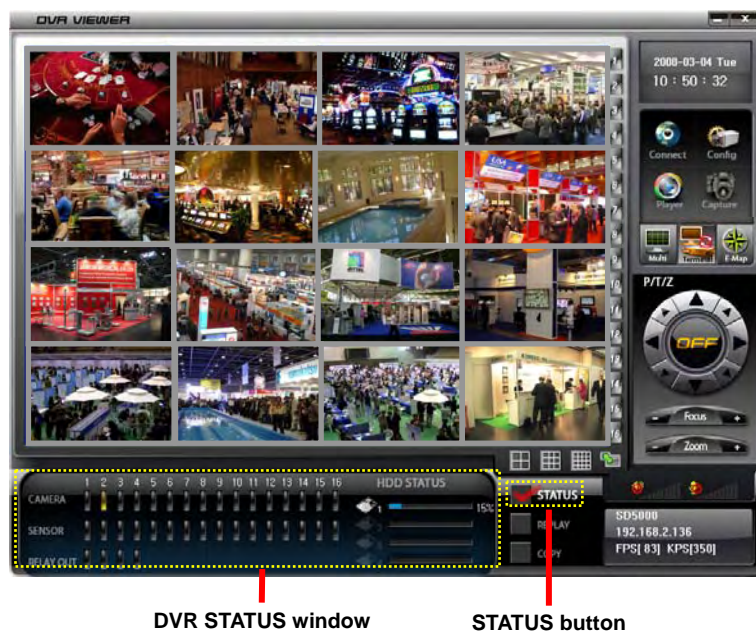 DVR VIEWER
2008-03-04 Tue
10 : 50 : 32
Connect Config
Player Capture
Multi Terminal E-Map
P/T/Z
OFF
- Focus +
- Zoom +
1 2 3 4 5 6 7 8 9 10 11 12 13 14 15 16
HDD STATUS
CAMERA
1
15%
SENSOR
RELAY OUT
STATUS
REPLAY
COPY
SD5000
192.168.2.136
FPS[ 83] KPS[350]
DVR STATUS window
STATUS button